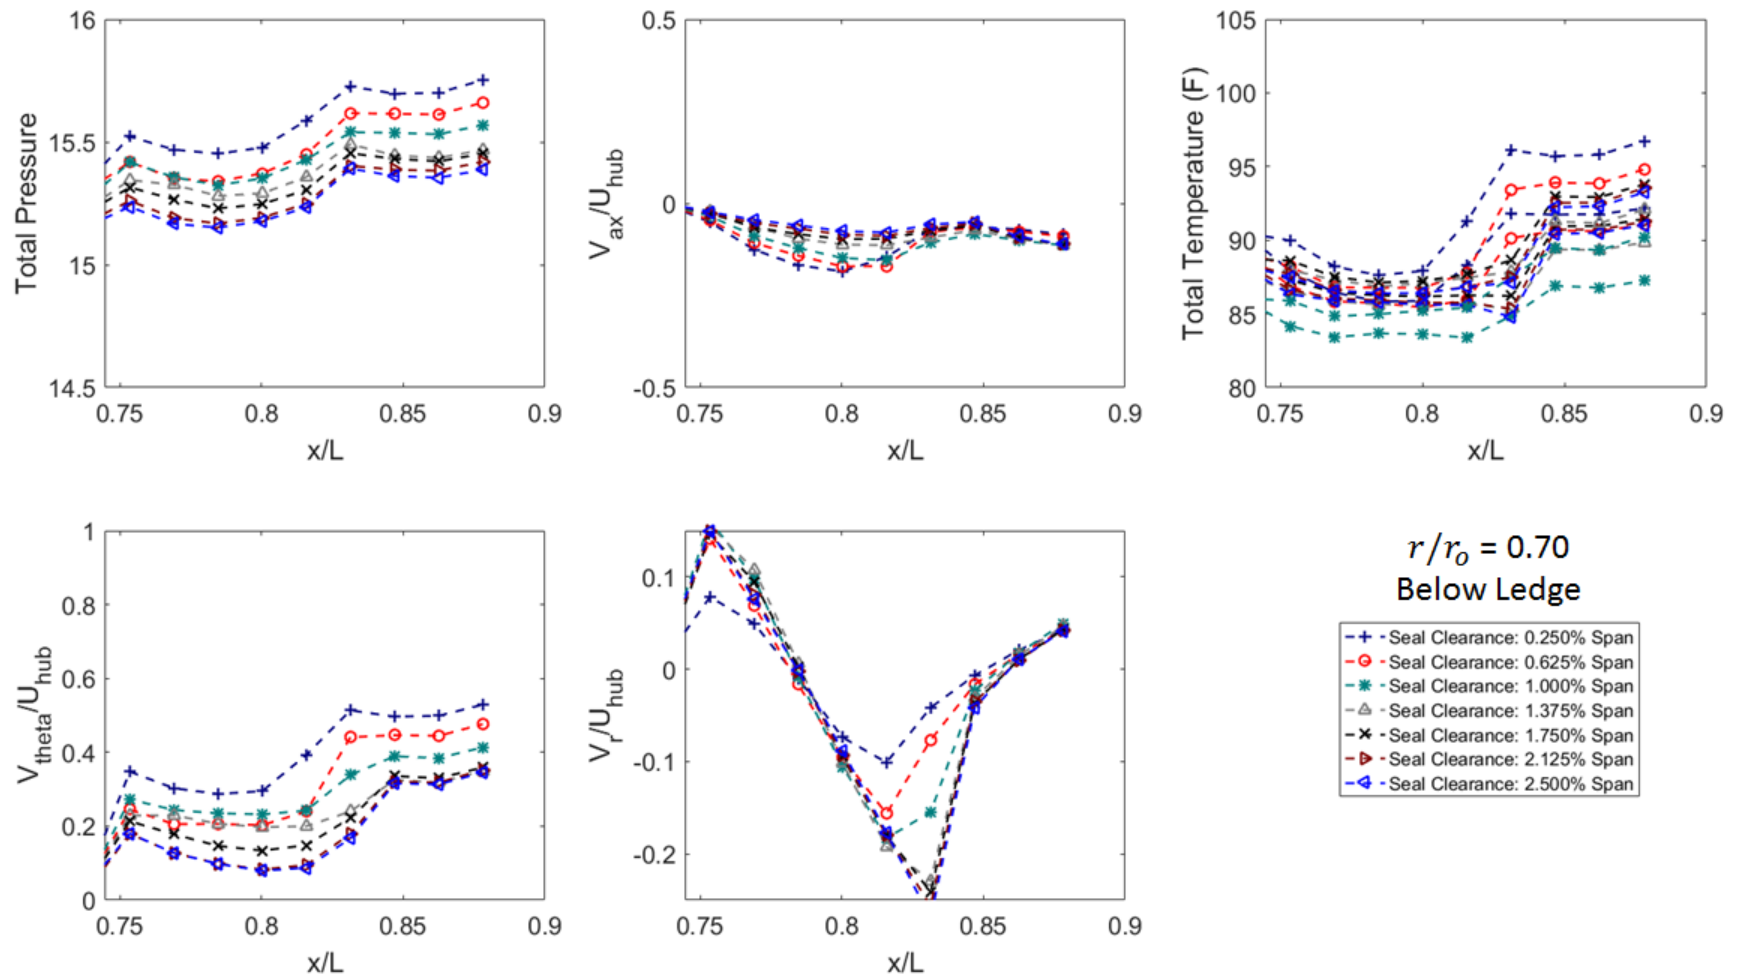 16
15.5
15
14.5
Total Pressure
0.75
0.8
0.85
0.9
x/L
0.5
0
-0.5
Vax/Uhub
0.75
0.8
0.85
0.9
x/L
105
100
95
90
85
80
Total Temperature (F)
0.75
0.8
0.85
0.9
x/L
1
0.8
0.6
0.4
0.2
0
Vtheta/Uhub
0.75
0.8
0.85
0.9
x/L
0.1
0
-0.1
-0.2
Vr/Uhub
0.75
0.8
0.85
0.9
x/L
r/ro = 0.70
Below Ledge
Seal Clearance: 0.250% Span
Seal Clearance: 0.625% Span
Seal Clearance: 1.000% Span
Seal Clearance: 1.375% Span
Seal Clearance: 1.750% Span
Seal Clearance: 2.125% Span
Seal Clearance: 2.500% Span